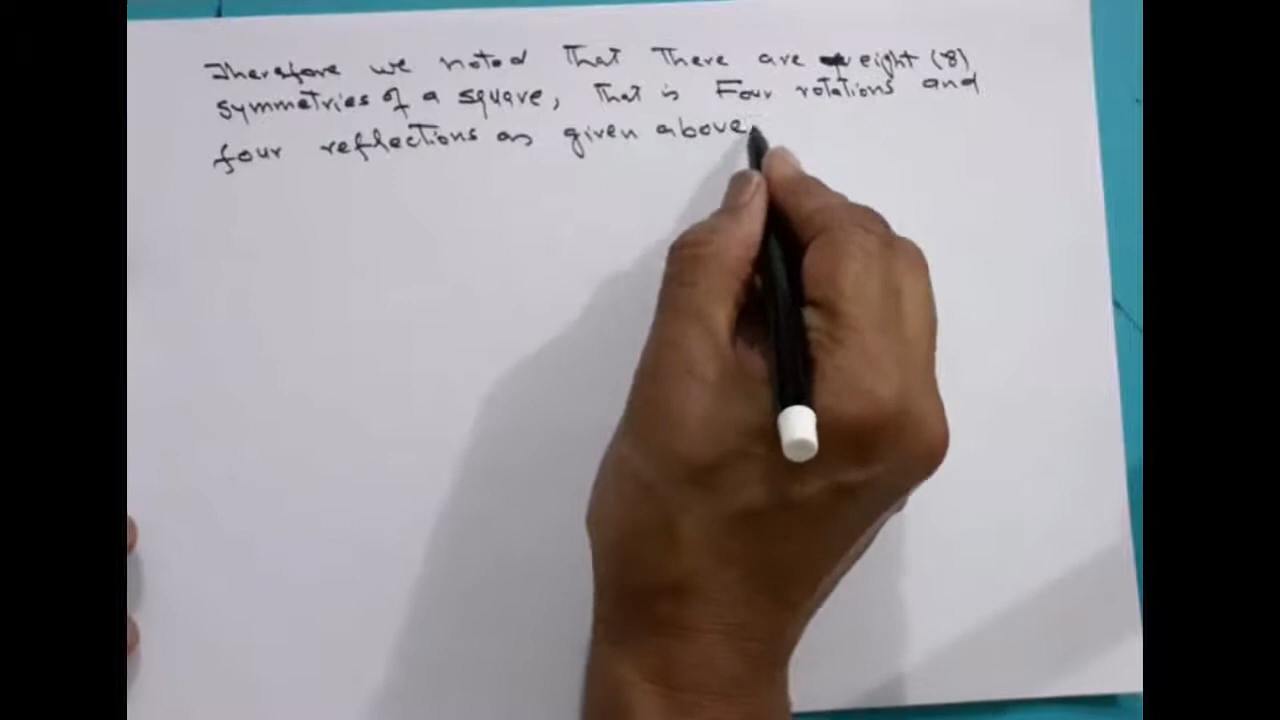 Therefore we noted that there are eight (8)
symmetries of a square, that is Four rotations and
four reflections as given above.